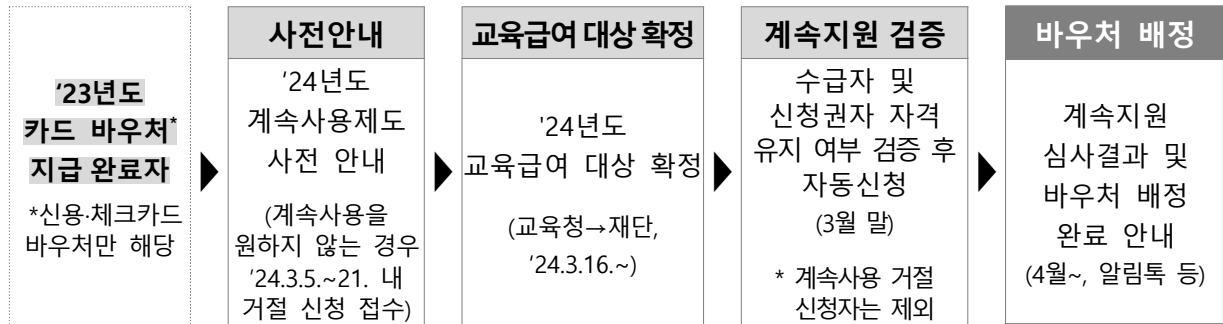 ‘23년도
카드 바우처*
지급 완료자
*신용·체크카드
바우처만 해당
사전안내
’24년도
계속사용제도
사전 안내
(계속사용을
원하지 않는 경우
’24.3.5.~21. 내
거절 신청 접수)
교육급여 대상 확정
'24년도
교육급여 대상 확정
(교육청→재단,
’24.3.16.~)
계속지원 검증
수급자 및
신청권자 자격
유지 여부 검증 후
자동신청
(3월 말)
* 계속사용 거절
신청자는 제외
바우처 배정
계속지원
심사결과 및
바우처 배정
완료 안내
(4월~, 알림톡 등)